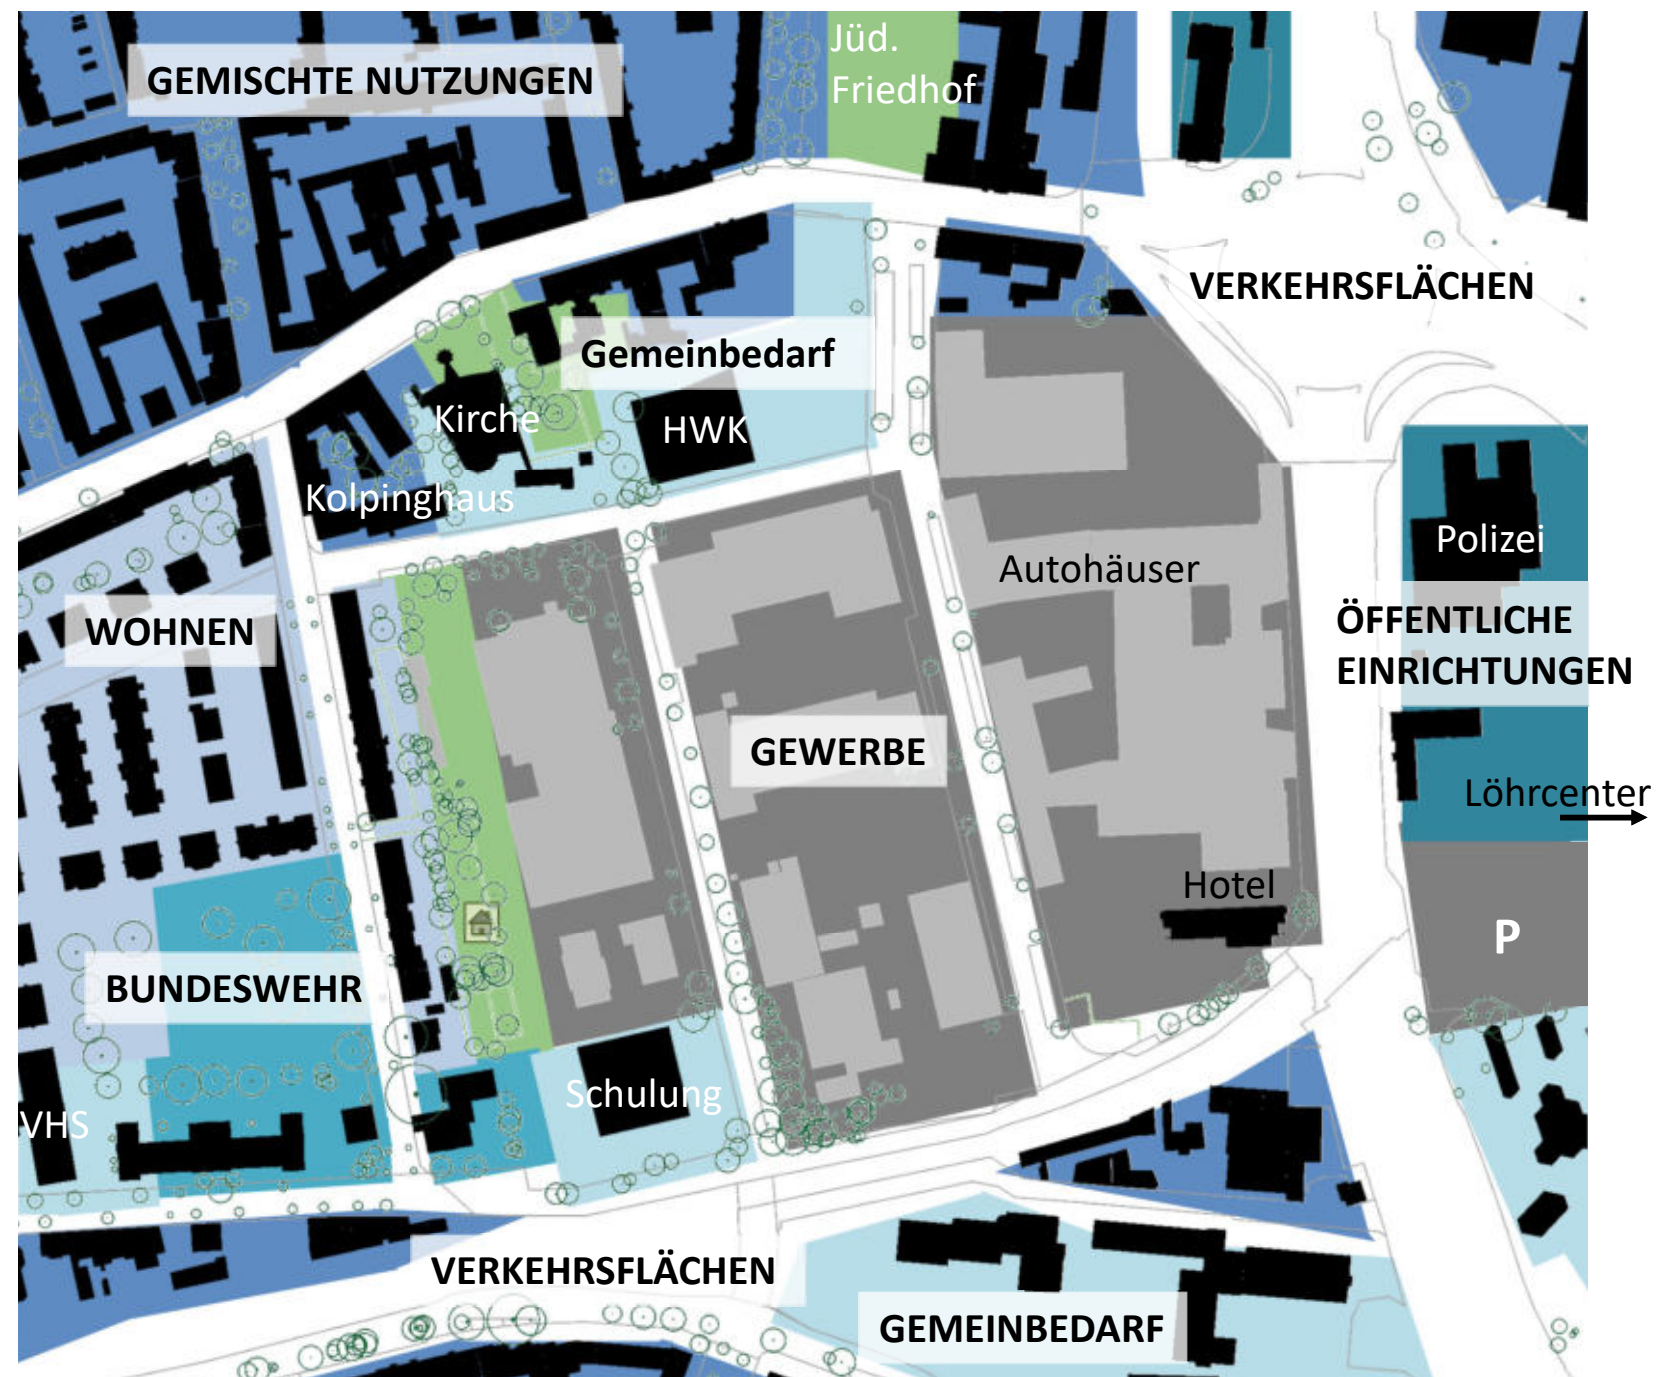 Jüd.
Friedhof
GEMISCHTE NUTZUNGEN
VERKEHRSFLÄCHEN
Gemeinbedarf
Kirche
HWK
Kolpinghaus
Polizei
Autohäuser
WOHNEN
ÖFFENTLICHE
EINRICHTUNGEN
GEWERBE
Löhrcenter
Hotel
P
BUNDESWEHR
Schulung
VHS
VERKEHRSFLÄCHEN
GEMEINBEDARF